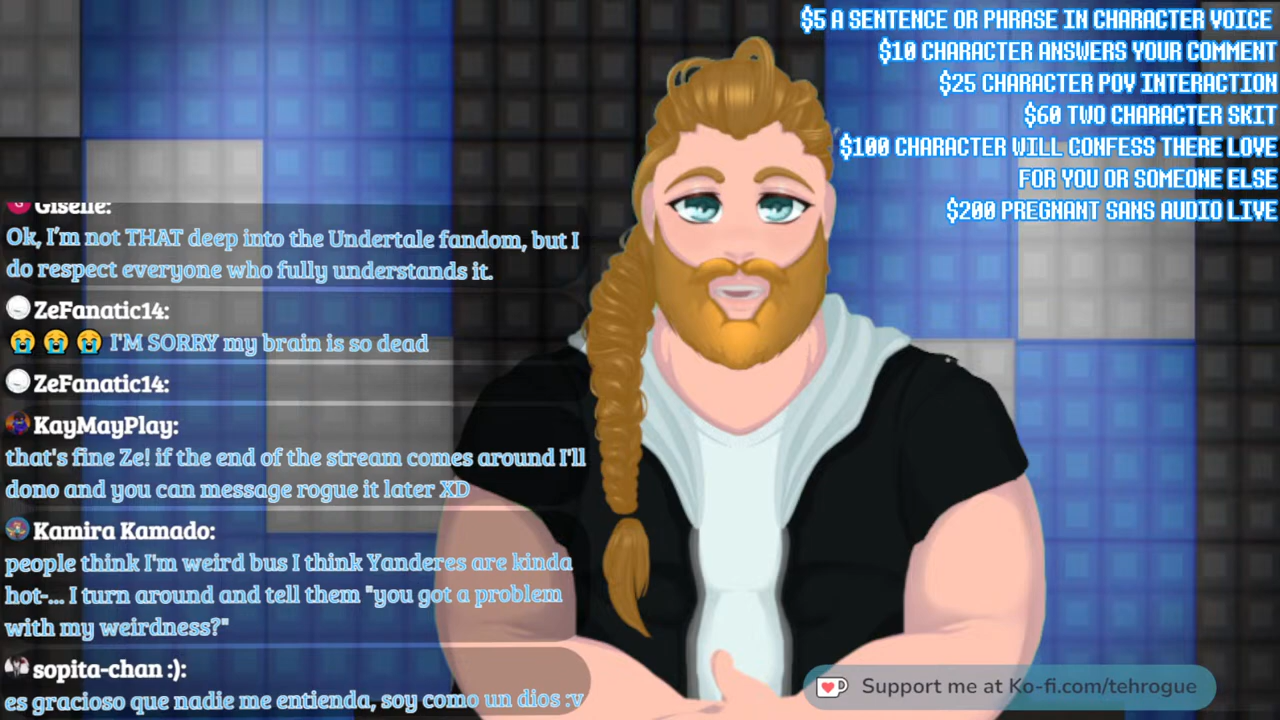 $5 A SENTENCE OR PHRASE IN CHARACTER VOICE
$10 CHARACTER ANSWERS YOUR COMMENT
$25 CHARACTER POV INTERACTION
$60 TWO CHARACTER SKIT
$100 CHARACTER WILL CONFESS THERE LOVE
FOR YOU OR SOMEONE ELSE
$200 PREGNANT SANS AUDIO LIVE
Giselle:
Ok, I'm not THAT deep into the Undertale fandom, but I
do respect everyone who fully understands it.
ZeFanatic14:
😭 😭 😭 I'M SORRY my brain is so dead
ZeFanatic14:
KayMayPlay:
that's fine Ze! if the end of the stream comes around I'll
dono and you can message rogue it later XD
Kamira Kamado:
people think I'm weird bus I think Yanderes are kinda
hot-... I turn around and tell them "you got a problem
with my weirdness?"
sopita-chan :):
es gracioso que nadie me entienda, soy como un dios :v
Support me at Ko-fi.com/tehrogue